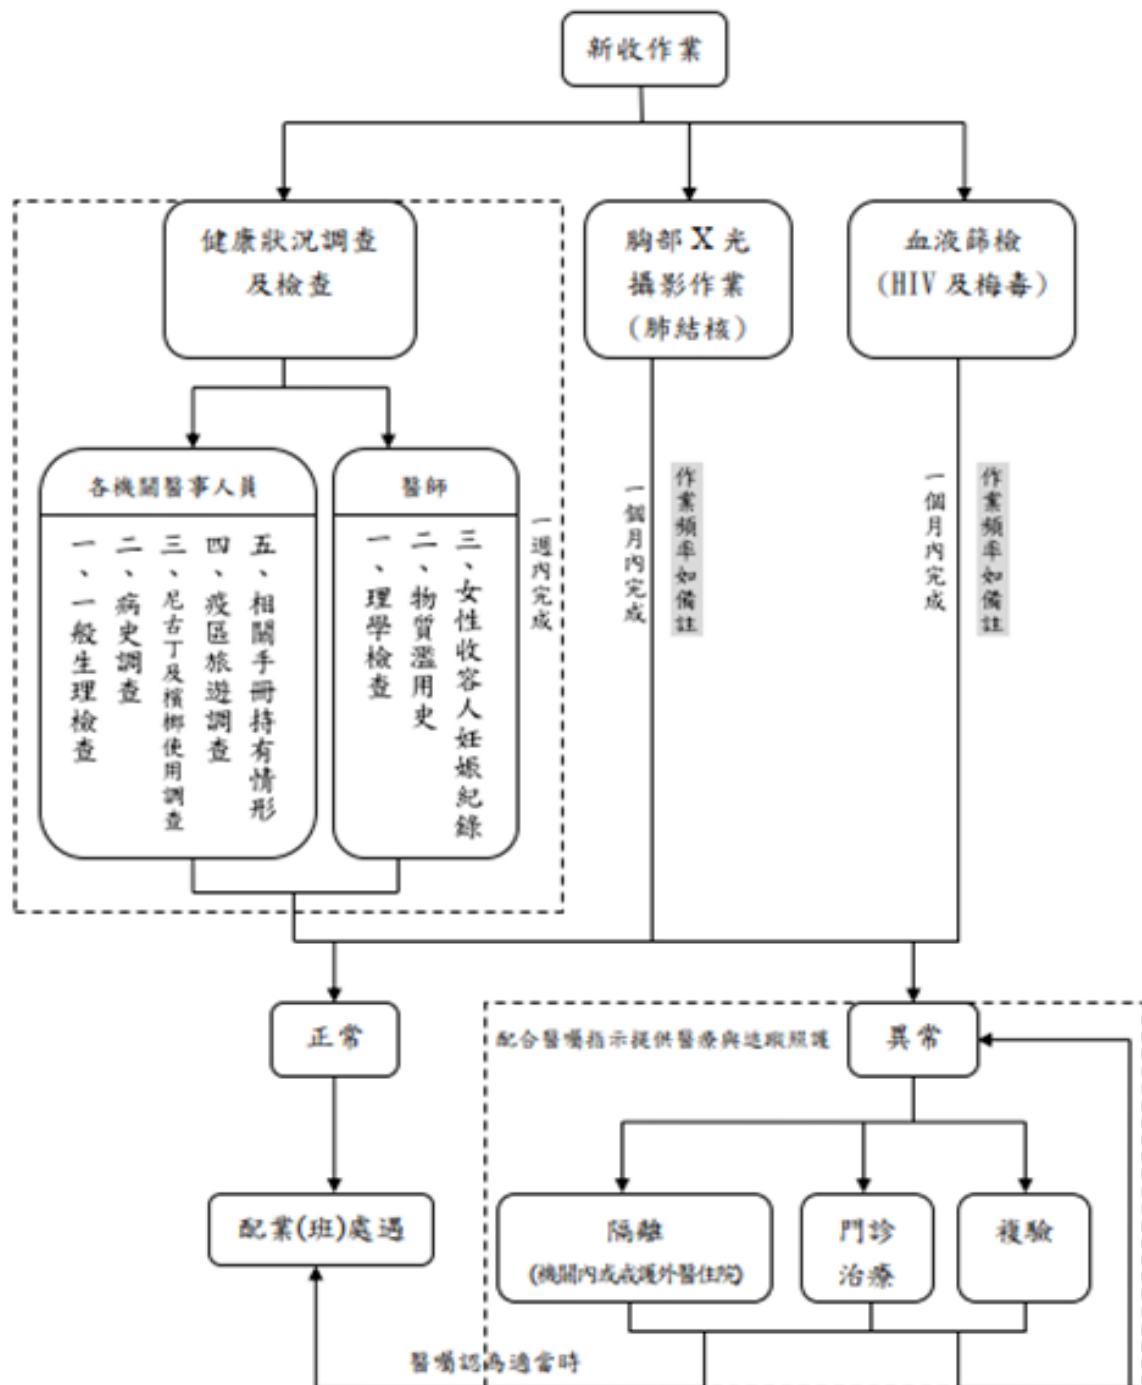 新收作業
健康狀況調查
及檢查
胸部 X 光
攝影作業
(肺結核)
血液篩檢
(HIV 及梅毒)
各機關醫事人員
一、一般生理檢查
二、病史調查
三、尼古丁及檳榔使用調查
四、疫區旅遊調查
五、相關手冊持有情形
醫師
一、理學檢查
二、物質濫用史
三、女性收容人妊娠紀錄
一週內完成
一個月內完成
作業頻率如備註
一個月內完成
作業頻率如備註
正常
配合醫囑指示提供醫療與追蹤照護
異常
配業(班)處遇
隔離
(機關內或戒護外醫住院)
門診
治療
複驗
醫囑認為適當時